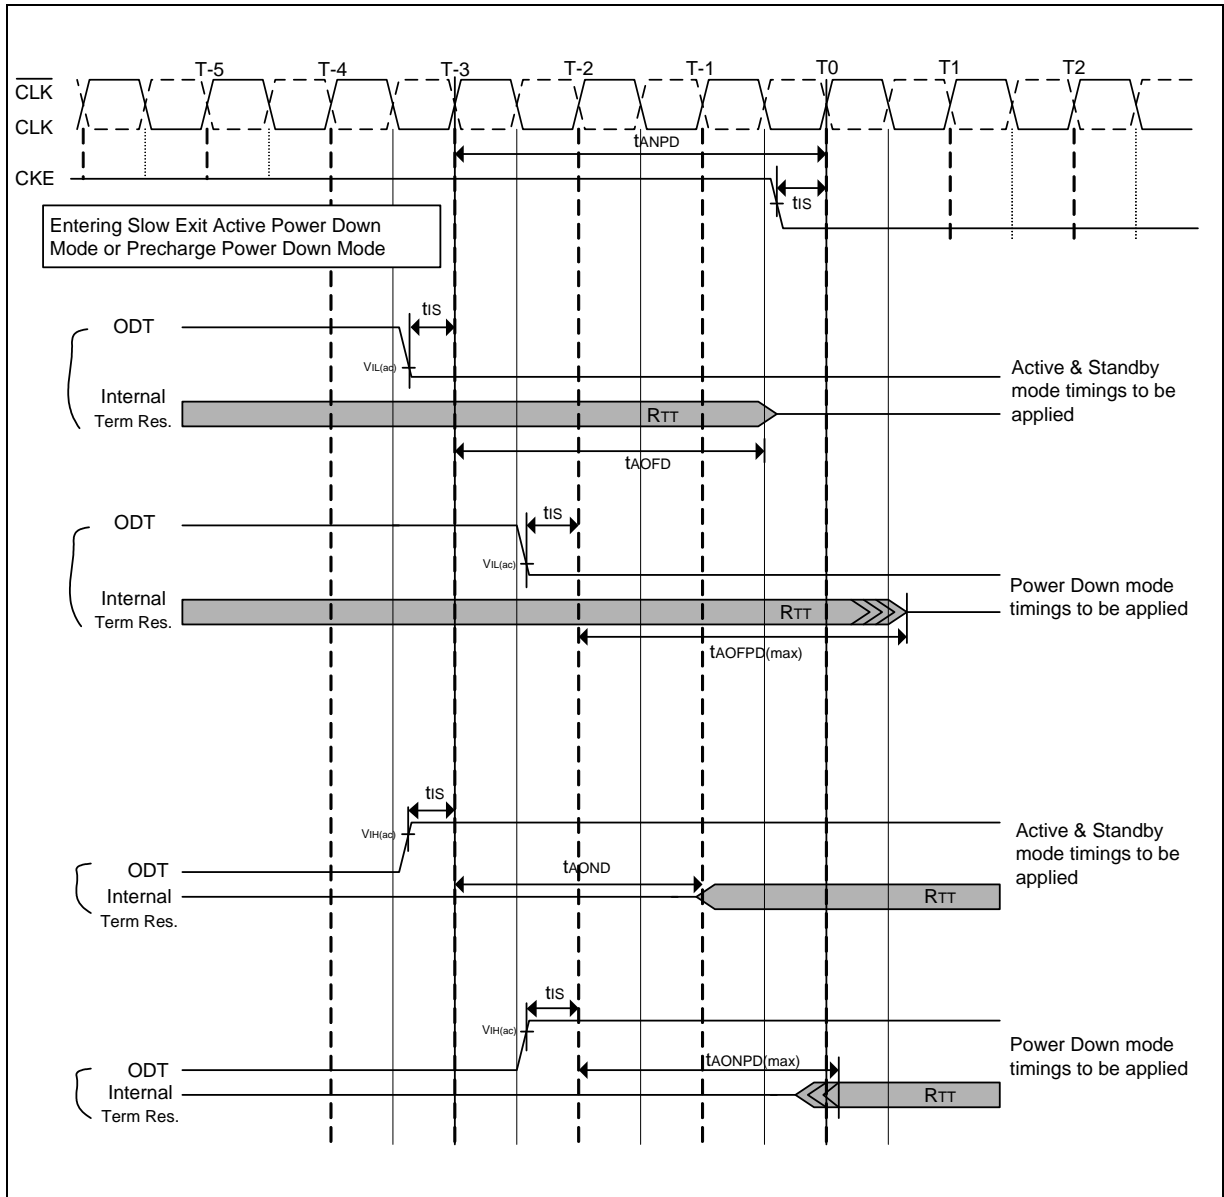 T-5 T-4 T-3 T-2 T-1 T0 T1 T2
CLK
CLK
tANPD
CKE
tIS
Entering Slow Exit Active Power Down
Mode or Precharge Power Down Mode
tIS
ODT
VIL(ac)
Internal
Term Res.
RTT
Active & Standby
mode timings to be
applied
tAOFD
tIS
ODT
VIL(ac)
Internal
Term Res.
RTT
Power Down mode
timings to be applied
tAOFPD(max)
tIS
VIH(ac)
Active & Standby
mode timings to be
applied
ODT
tAOND
Internal
Term Res.
RTT
tIS
VIH(ac)
Power Down mode
timings to be applied
ODT
tAONPD(max)
Internal
Term Res.
RTT